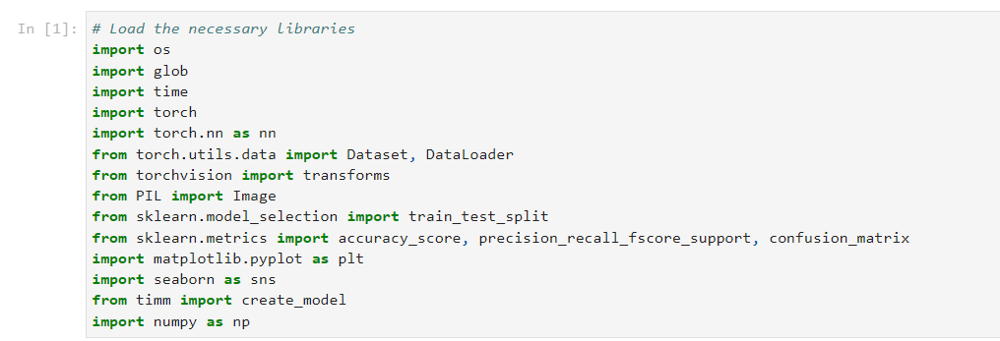 In [1]: # Load the necessary libraries
import os
import glob
import time
import torch
import torch.nn as nn
from torch.utils.data import Dataset, DataLoader
from torchvision import transforms
from PIL import Image
from sklearn.model_selection import train_test_split
from sklearn.metrics import accuracy_score, precision_recall_fscore_support, confusion_matrix
import matplotlib.pyplot as plt
import seaborn as sns
from timm import create_model
import numpy as np